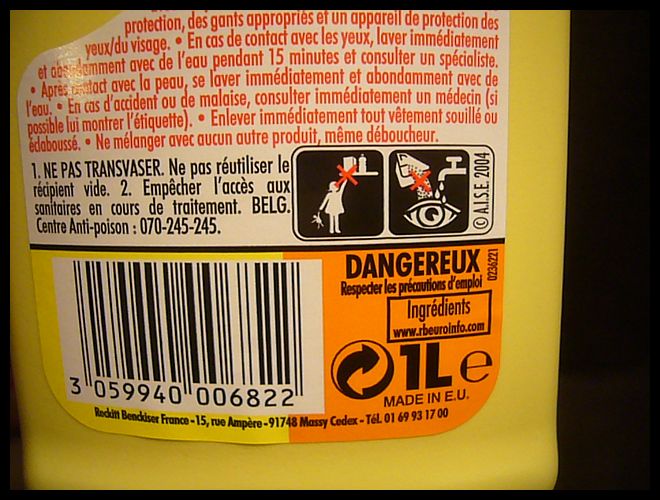 protection, des gants appropriés et un appareil de protection des
yeux/du visage. • En cas de contact avec les yeux, laver immédiatement
et abondamment avec de l'eau pendant 15 minutes et consulter un spécialiste.
• Après contact avec la peau, se laver immédiatement et abondamment avec de
l'eau. • En cas d'accident ou de malaise, consulter immédiatement un médecin (si
possible lui montrer l'étiquette). • Enlever immédiatement tout vêtement souillé ou
éclaboussé. • Ne mélanger avec aucun autre produit, même déboucheur.
1. NE PAS TRANSVASER. Ne pas réutiliser le
récipient vide. 2. Empêcher l'accès aux
sanitaires en cours de traitement. BELG.
Centre Anti-poison : 070-245-245.
© A.I.S.E. 2004
DANGEREUX
Respecter les précautions d'emploi
0236221
Ingrédients
www.rbeuroinfo.com
1L e
MADE IN E.U.
3 059940 006822
Reckitt Benckiser France - 15, rue Ampère - 91748 Massy Cedex - Tél. 01 69 93 17 00